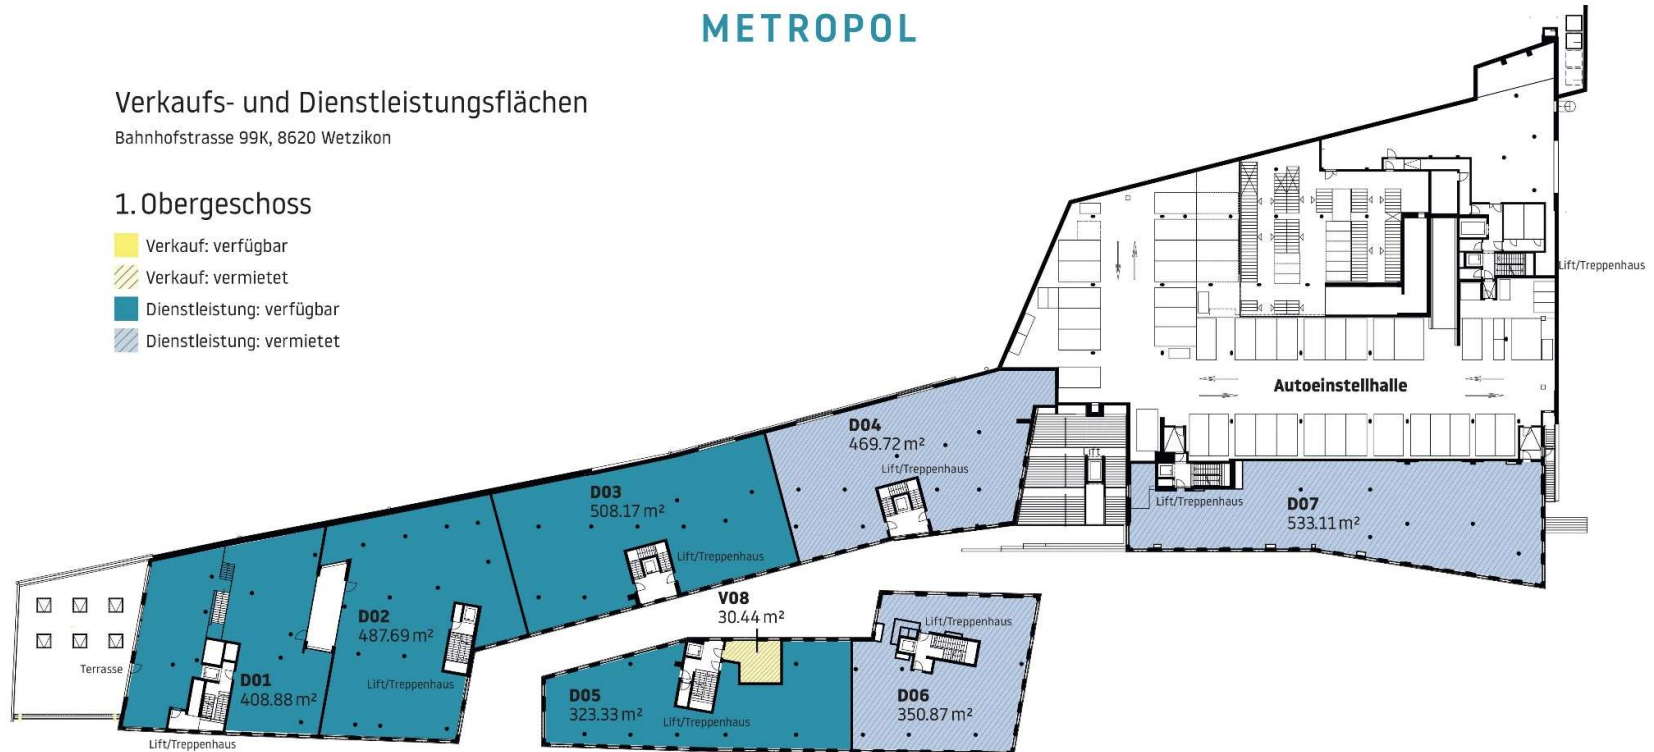 METROPOL
Verkaufs- und Dienstleistungsflächen
Bahnhofstrasse 99K, 8620 Wetzikon
1. Obergeschoss
Verkauf: verfügbar
Verkauf: vermietet
Dienstleistung: verfügbar
Dienstleistung: vermietet
Lift/Treppenhaus
Autoeinstellhalle
D04
469.72 m²
Lift/Treppenhaus
Lift
D03
508.17 m²
Lift/Treppenhaus
Lift/Treppenhaus
D07
533.11 m²
D02
487.69 m²
Lift/Treppenhaus
V08
30.44 m²
Lift/Treppenhaus
Terrasse
D01
408.88 m²
Lift/Treppenhaus
D05
323.33 m²
Lift/Treppenhaus
D06
350.87 m²